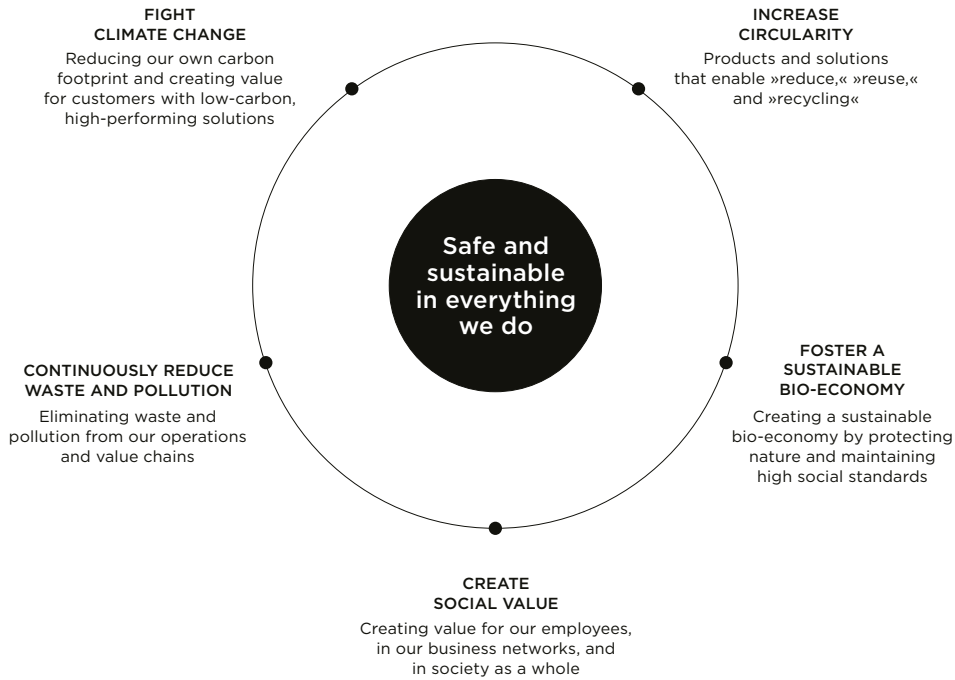 FIGHT
CLIMATE CHANGE
Reducing our own carbon
footprint and creating value
for customers with low-carbon,
high-performing solutions
INCREASE
CIRCULARITY
Products and solutions
that enable »reduce,« »reuse,«
and »recycling«
Safe and
sustainable
in everything
we do
CONTINUOUSLY REDUCE
WASTE AND POLLUTION
Eliminating waste and
pollution from our operations
and value chains
FOSTER A
SUSTAINABLE
BIO-ECONOMY
Creating a sustainable
bio-economy by protecting
nature and maintaining
high social standards
CREATE
SOCIAL VALUE
Creating value for our employees,
in our business networks, and
in society as a whole